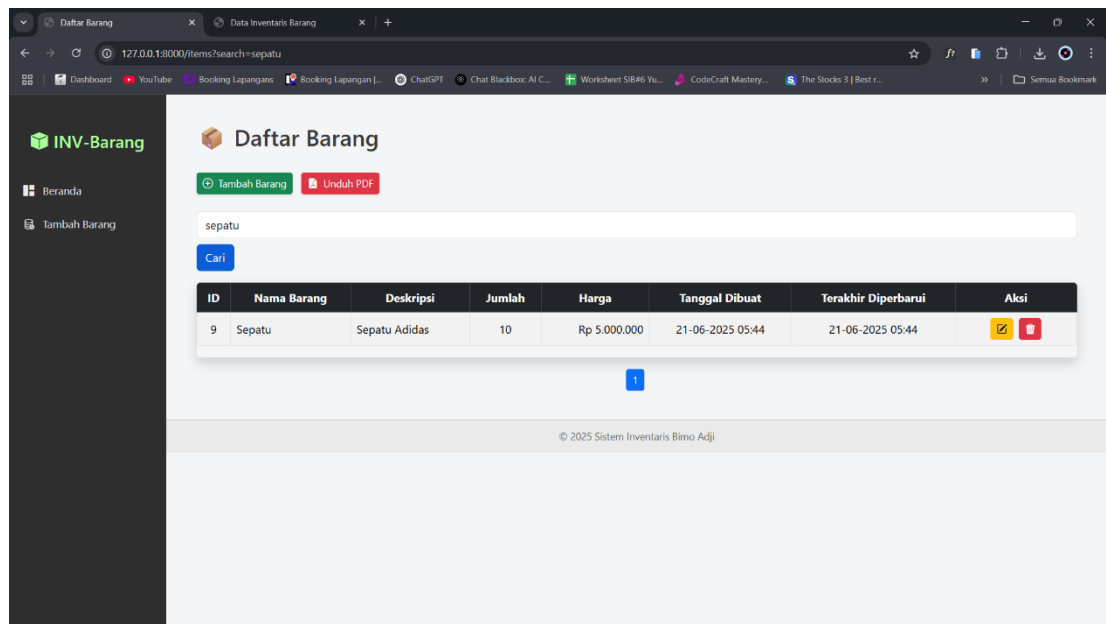 Daftar Barang
Data Inventaris Barang
127.0.0.1:8000/items?search=sepatu
Dashboard YouTube Booking Lapangans Booking Lapangan |... ChatGPT Chat Blackbox: AI C... Worksheet SIB#6 Yu... CodeCraft Mastery... The Stocks 3 | Best r... » Semua Bookmark
INV-Barang
Beranda
Tambah Barang
Daftar Barang
Tambah Barang Unduh PDF
sepatu
Cari
ID Nama Barang Deskripsi Jumlah Harga Tanggal Dibuat Terakhir Diperbarui Aksi
9 Sepatu Sepatu Adidas 10 Rp 5.000.000 21-06-2025 05:44 21-06-2025 05:44
1
© 2025 Sistem Inventaris Bimo Adji